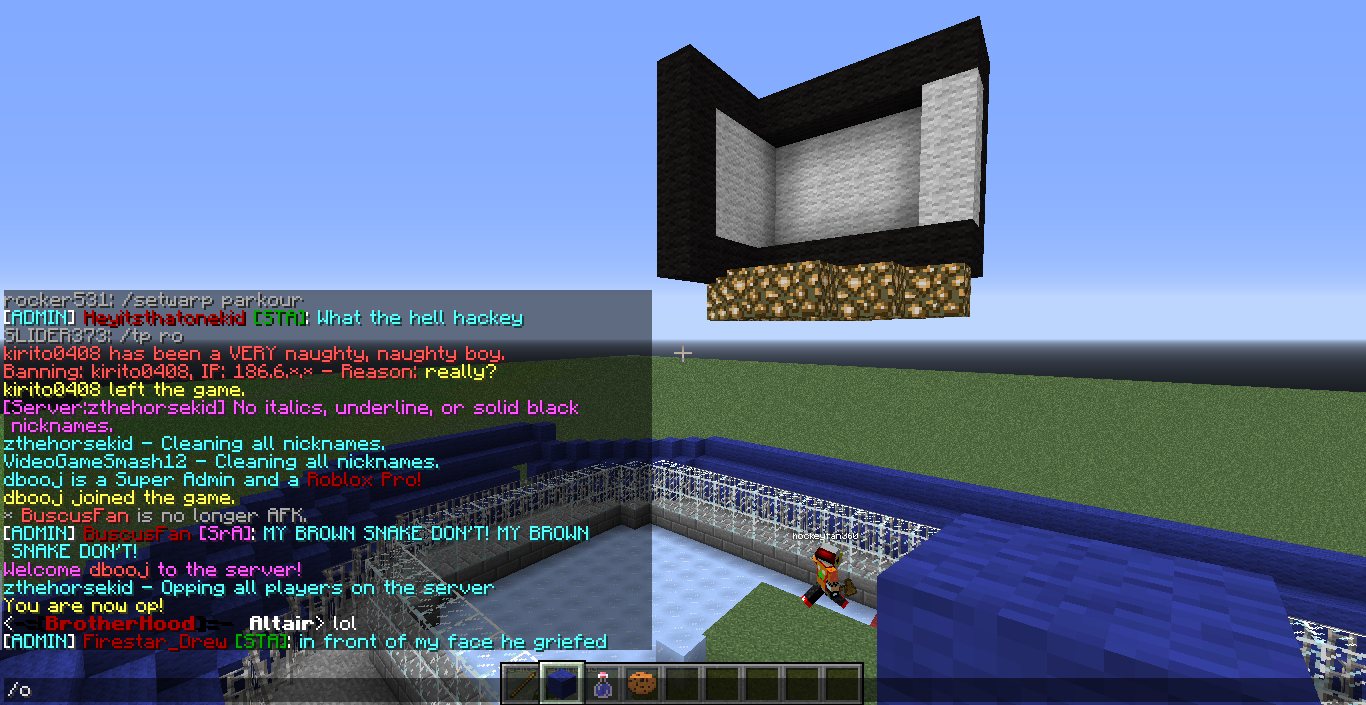 rocker531: /setwarp parkour
[ADMIN] Heyitsthatonekid [STA]: What the hell hackey
SLIDER373: /tp ro
kirito0408 has been a VERY naughty, naughty boy.
Banning: kirito0408, IP: 186.6.*.* - Reason: really?
kirito0408 left the game.
[Server:zthehorsekid] No italics, underline, or solid black
nicknames.
zthehorsekid - Cleaning all nicknames.
VideoGameSmash12 - Cleaning all nicknames.
dbooj is a Super Admin and a Roblox Pro!
dbooj joined the game.
* BuscusFan is no longer AFK.
[ADMIN] BuscusFan [SrA]: MY BROWN SNAKE DON'T! MY BROWN
SNAKE DON'T!
Welcome dbooj to the server!
zthehorsekid - Opping all players on the server
You are now op!
< BrotherHood Altair> lol
[ADMIN] Firestar_Drew [STA]: in front of my face he griefed
hockeyfan360
/o